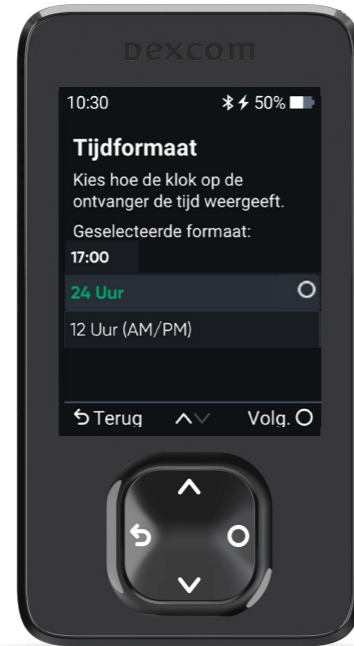 Dexcom
10:30 50%
Tijdformaat
Kies hoe de klok op de
ontvanger de tijd weergeeft.
Geselecteerde formaat:
17:00
24 Uur
12 Uur (AM/PM)
Terug Volg.